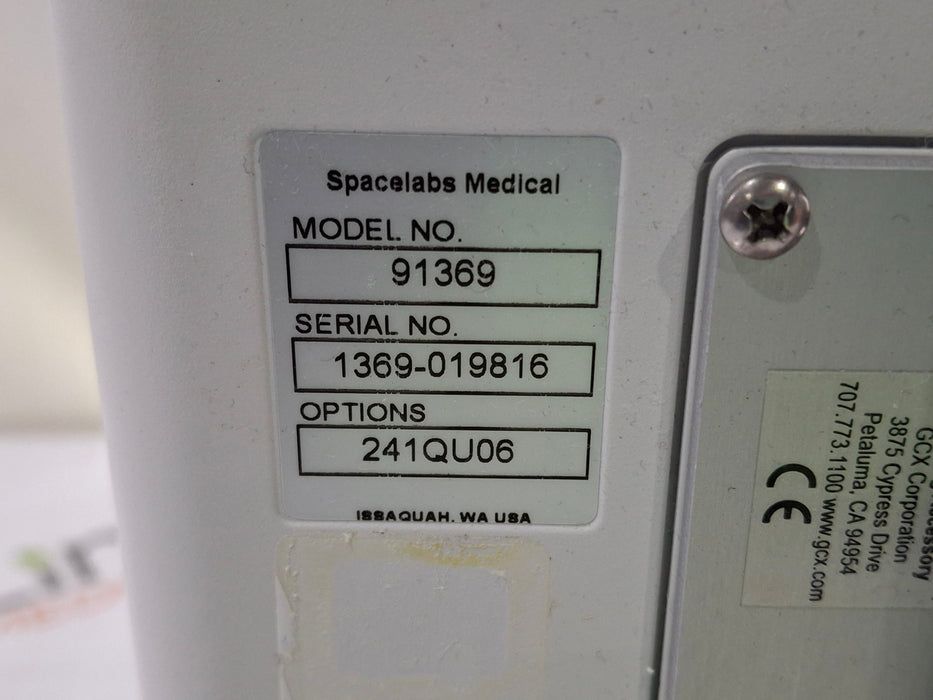 Spacelabs Medical
MODEL NO.
91369
SERIAL NO.
1369-019816
OPTIONS
241QU06
ISSAQUAH, WA USA
GCX Corporation
3875 Cypress Drive
Petaluma, CA 94954
707.773.1100 www.gcx.com
CE